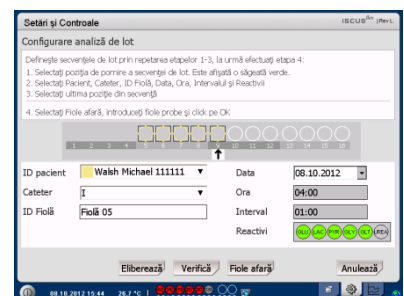 Setări și Controale
ISCUSflex |Rev L
Configurare analiză de lot
Definește secvențele de lot prin repetarea etapelor 1-3, la urmă efectuați etapa 4:
1. Selectați poziția de pornire a secvenței de lot. Este afișată o săgeată verde.
2. Selectați Pacient, Cateter, ID Fiolă, Data, Ora, Intervalul și Reactivii
3. Selectați ultima poziție din secvență
4. Selectați Fiole afară, introduceți fiole probe și click pe OK
1 2 3 4 5 6 7 8 9 10 11 12 13 14 15 16
ID pacient Walsh Michael 111111 Data 08.10.2012
Cateter I Ora 04:00
ID Fiolă Fiolă 05 Interval 01:00
Reactivi GLU LAC PYR GLY GLT UREA
Eliberează Verifică Fiole afară Anulează
09.10.2012 15:44 26.7 °C